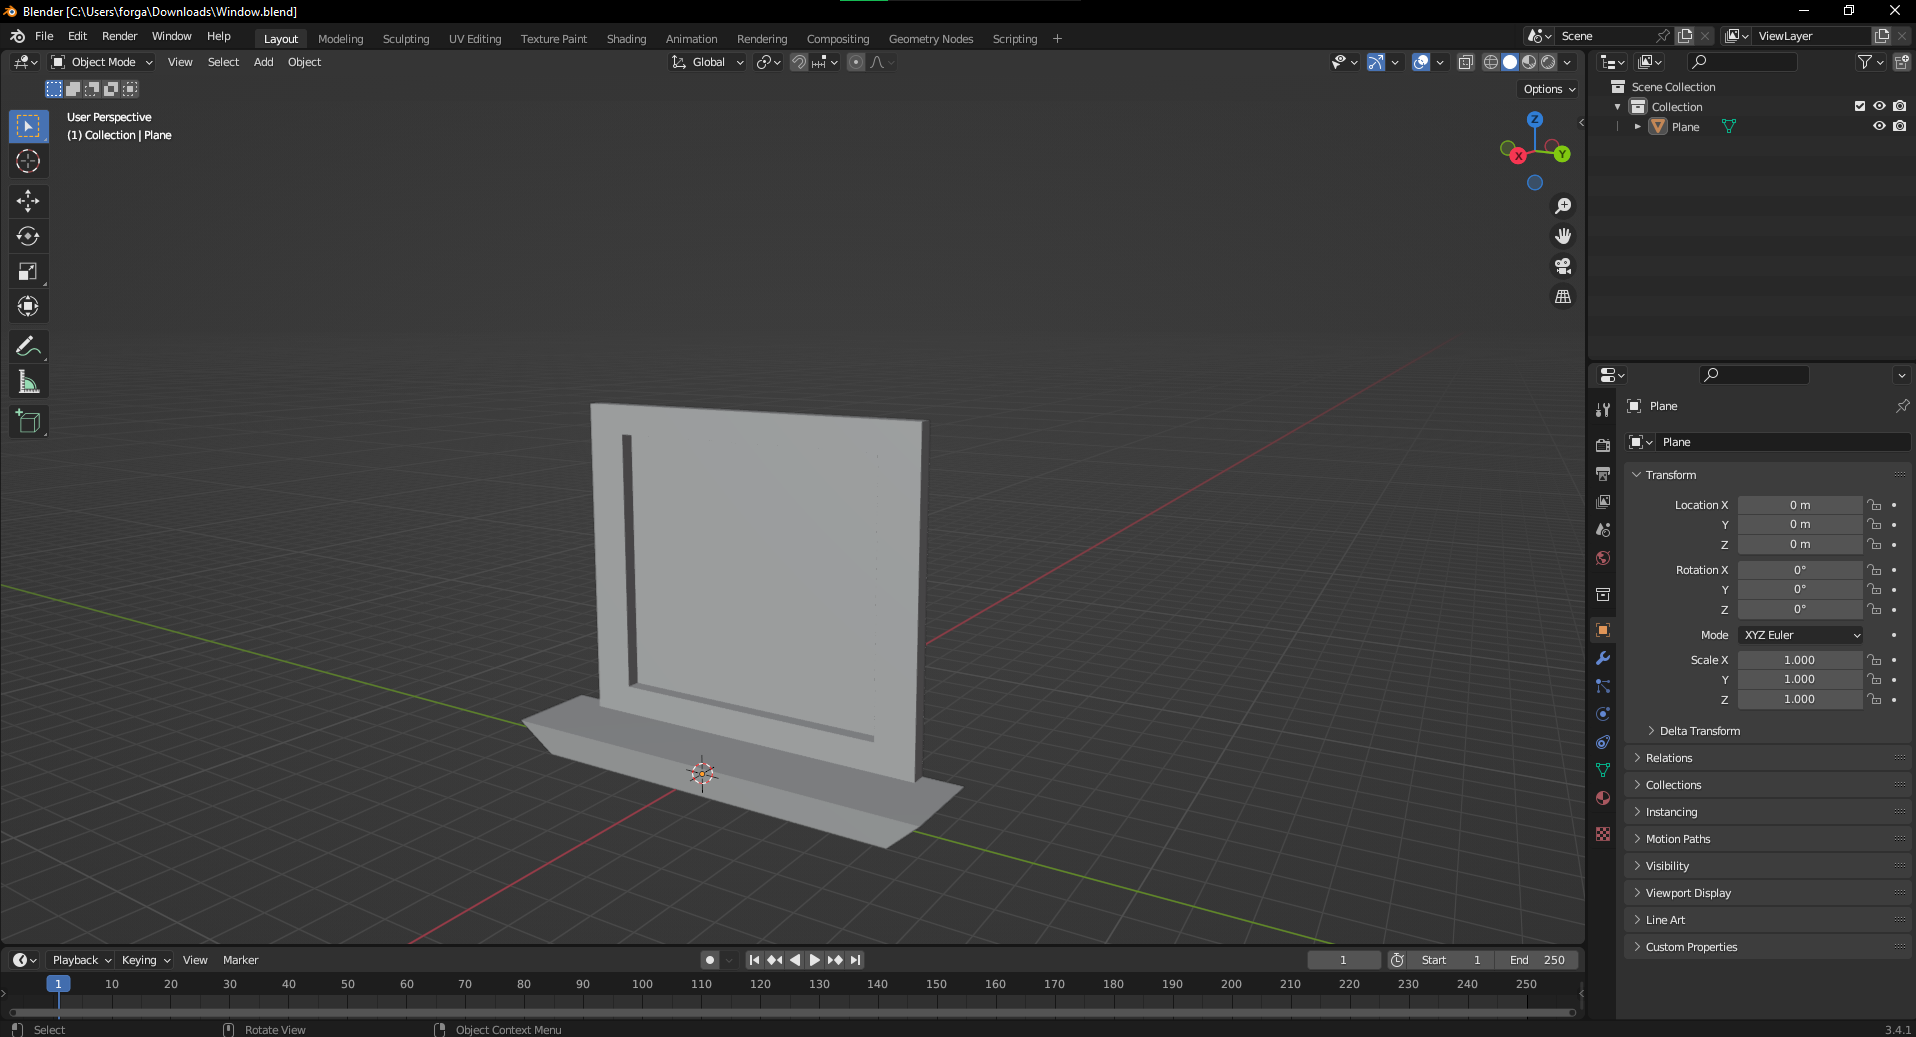 Blender [C:\Users\forga\Downloads\Window.blend]
File Edit Render Window Help Layout Modeling Sculpting UV Editing Texture Paint Shading Animation Rendering Compositing Geometry Nodes Scripting + Scene ViewLayer
Object Mode View Select Add Object Global
Options
User Perspective
(1) Collection | Plane
Z
X
Y
Scene Collection
Collection
Plane
Plane
Plane
Transform
Location X 0 m
Y 0 m
Z 0 m
Rotation X 0°
Y 0°
Z 0°
Mode XYZ Euler
Scale X 1.000
Y 1.000
Z 1.000
Delta Transform
Relations
Collections
Instancing
Motion Paths
Visibility
Viewport Display
Line Art
Custom Properties
Playback Keying View Marker 1 Start 1 End 250
1 10 20 30 40 50 60 70 80 90 100 110 120 130 140 150 160 170 180 190 200 210 220 230 240 250
Select Rotate View Object Context Menu 3.4.1